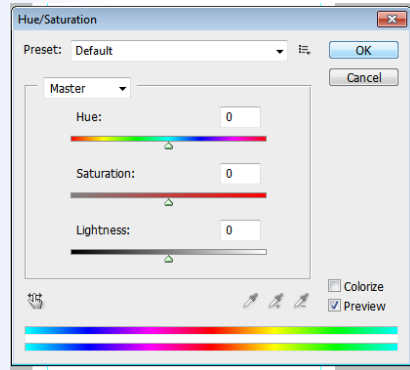 Hue/Saturation
Preset: Default OK
Cancel
Master
Hue: 0
Saturation: 0
Lightness: 0
Colorize
Preview